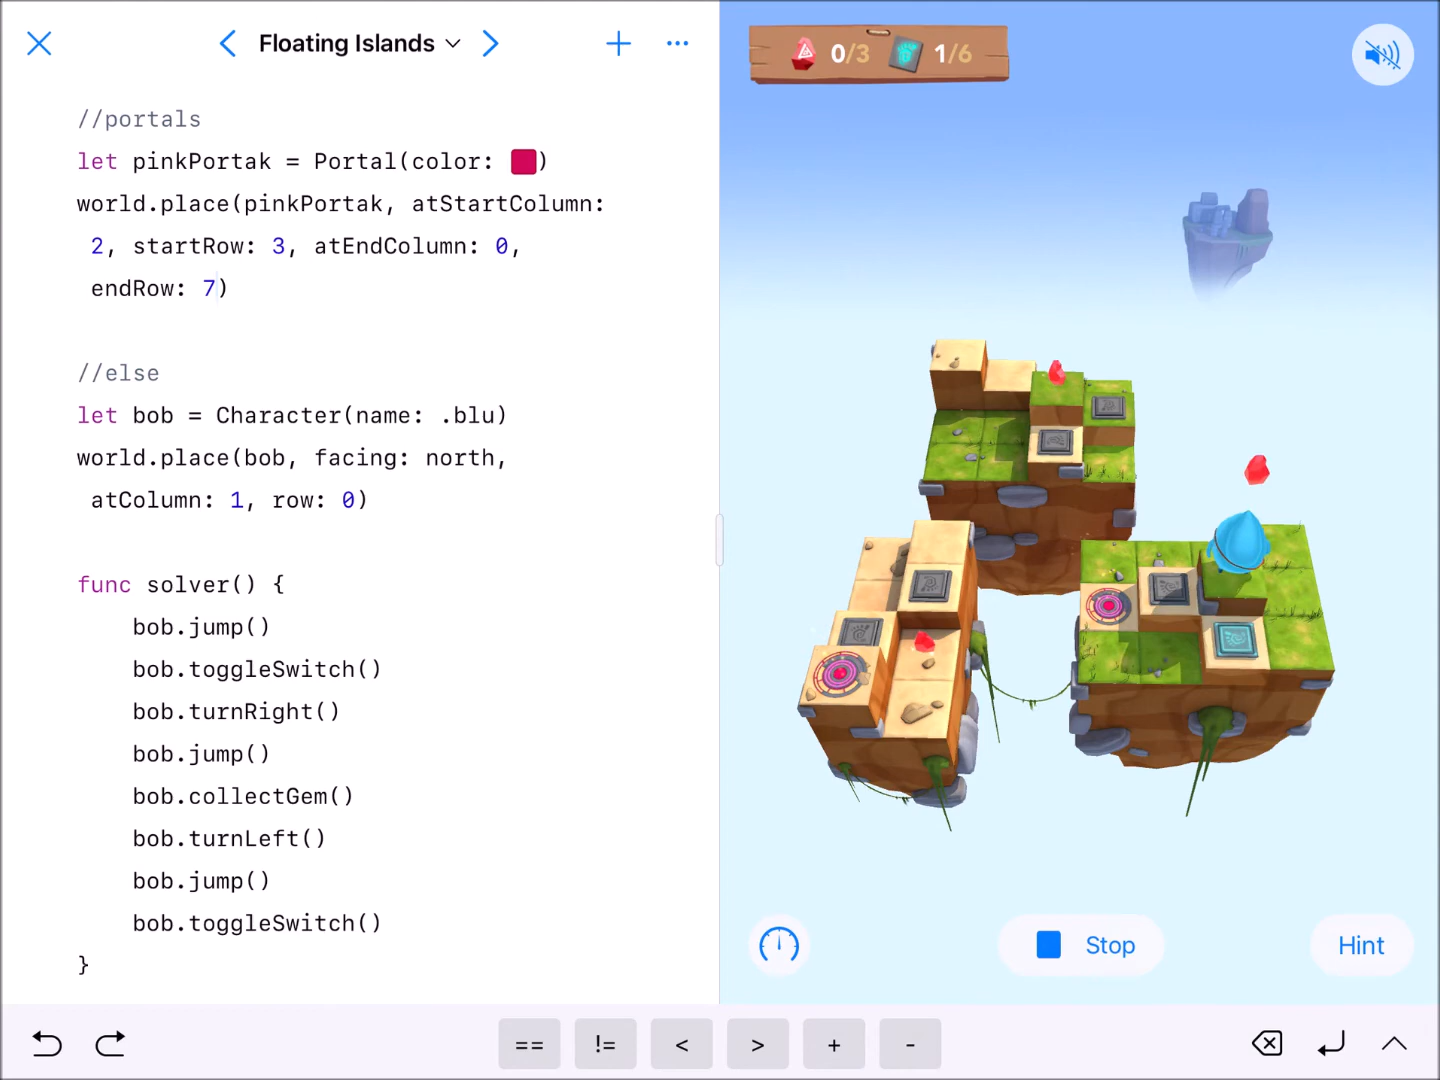 Floating Islands
0/3 1/6
//portals
let pinkPortak = Portal(color: )
world.place(pinkPortak, atStartColumn:
2, startRow: 3, atEndColumn: 0,
endRow: 7)
//else
let bob = Character(name: .blu)
world.place(bob, facing: north,
atColumn: 1, row: 0)
func solver() {
bob.jump()
bob.toggleSwitch()
bob.turnRight()
bob.jump()
bob.collectGem()
bob.turnLeft()
bob.jump()
bob.toggleSwitch()
}
Stop
Hint
== != < > + -